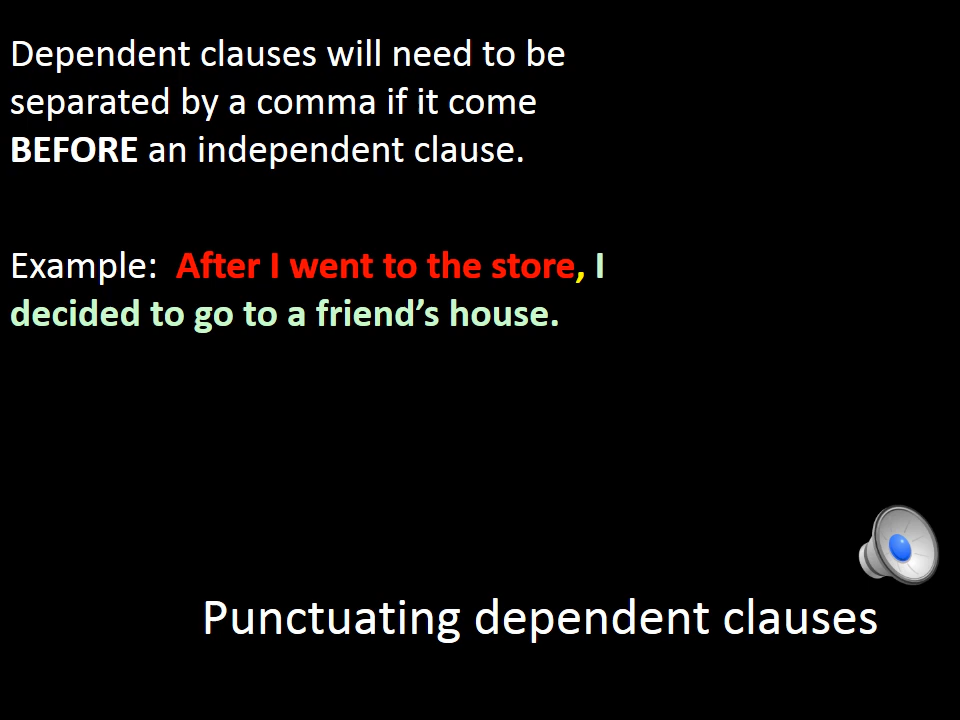 Dependent clauses will need to be
separated by a comma if it come
BEFORE an independent clause.
Example:  After I went to the store, I
decided to go to a friend’s house.
Punctuating dependent clauses